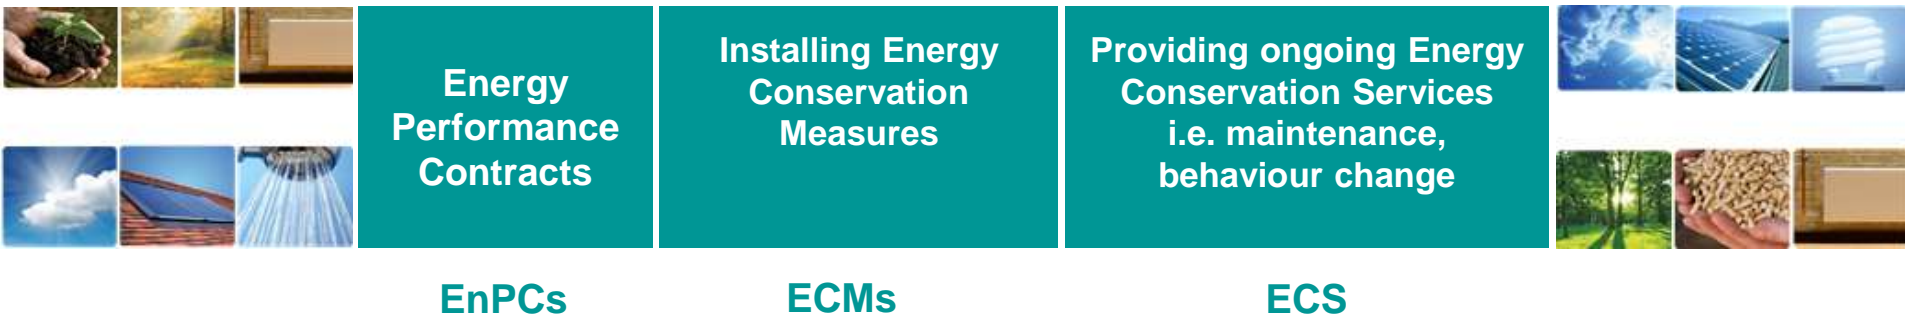 Energy
Performance
Contracts
Installing Energy
Conservation
Measures
Providing ongoing Energy
Conservation Services
i.e. maintenance,
behaviour change
EnPCs
ECMs
ECS